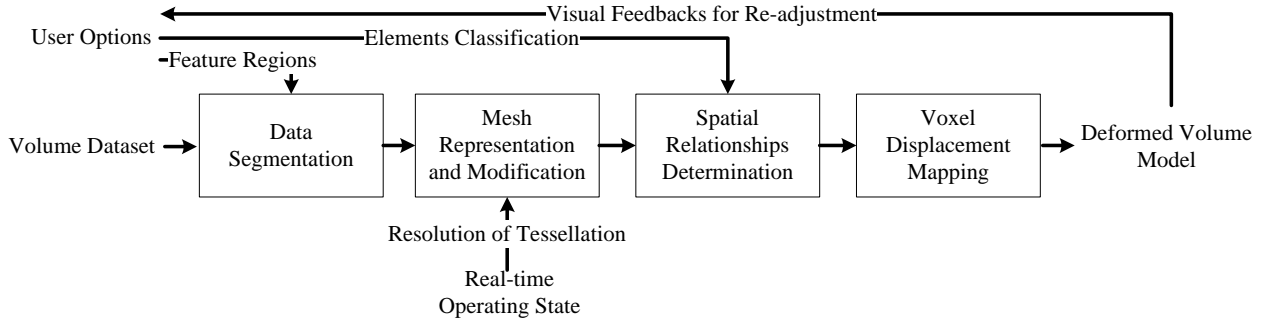 Visual Feedbacks for Re-adjustment
User Options
Elements Classification
Feature Regions
Volume Dataset
Data
Segmentation
Mesh
Representation
and Modification
Spatial
Relationships
Determination
Voxel
Displacement
Mapping
Deformed Volume
Model
Resolution of Tessellation
Real-time
Operating State